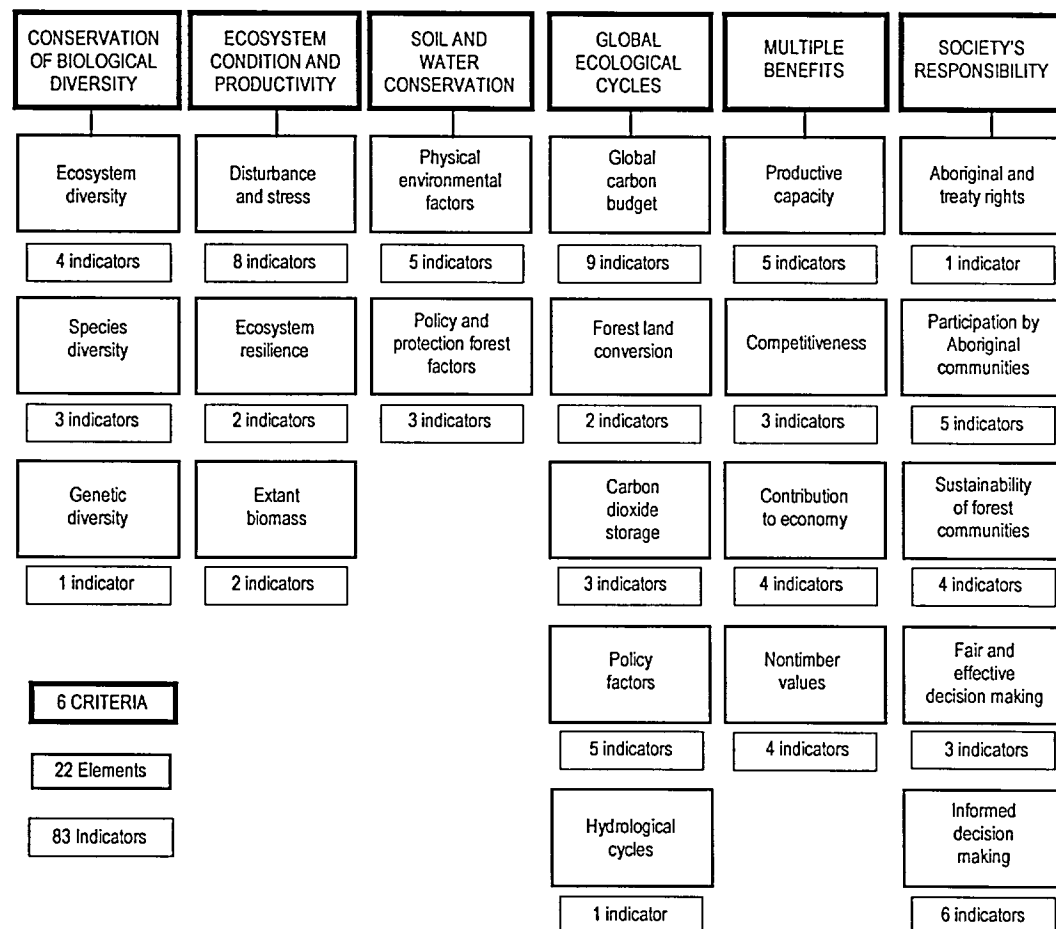 CONSERVATION
OF BIOLOGICAL
DIVERSITY
Ecosystem
diversity
4 indicators
Species
diversity
3 indicators
Genetic
diversity
1 indicator
ECOSYSTEM
CONDITION AND
PRODUCTIVITY
Disturbance
and stress
8 indicators
Ecosystem
resilience
2 indicators
Extant
biomass
2 indicators
SOIL AND
WATER
CONSERVATION
Physical
environmental
factors
5 indicators
Policy and
protection forest
factors
3 indicators
GLOBAL
ECOLOGICAL
CYCLES
Global
carbon
budget
9 indicators
Forest land
conversion
2 indicators
Carbon
dioxide
storage
3 indicators
Policy
factors
5 indicators
Hydrological
cycles
1 indicator
MULTIPLE
BENEFITS
Productive
capacity
5 indicators
Competitiveness
3 indicators
Contribution
to economy
4 indicators
Nontimber
values
4 indicators
SOCIETY'S
RESPONSIBILITY
Aboriginal and
treaty rights
1 indicator
Participation by
Aboriginal
communities
5 indicators
Sustainability
of forest
communities
4 indicators
Fair and
effective
decision making
3 indicators
Informed
decision
making
6 indicators
6 CRITERIA
22 Elements
83 Indicators